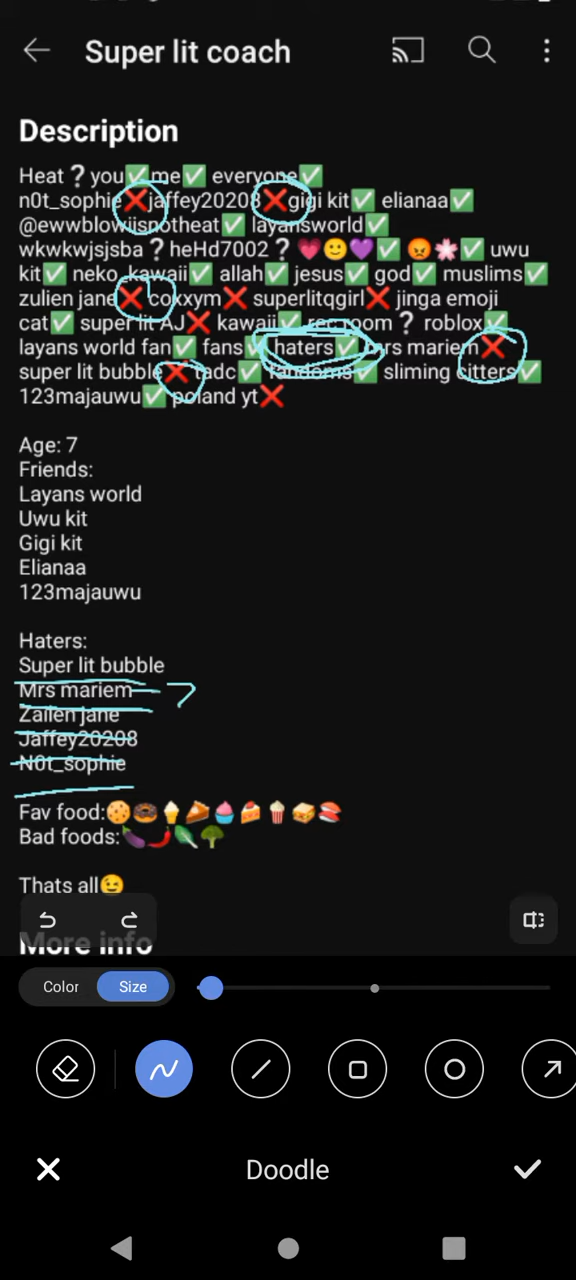 Super lit coach
Description
Heat❓you✅me✅ everyone✅
n0t_sophie❌jaffey20208❌gigi kit✅ elianaa✅
@ewwblowiisnotheat✅ layansworld✅
wkwkwjsjsba❓heHd7002❓💗🙂💜✅😡🌸✅ uwu
kit✅ neko_kawaii✅ allah✅ jesus✅ god✅ muslims✅
zulien jane❌ coxxym❌ superlitqgirl❌ jinga emoji
cat✅ super lit AJ❌ kawaii✅ rec room❓ roblox✅
layans world fan✅ fans✅ haters✅ mrs mariem❌
super lit bubble❌ tadc✅ fandoms✅ sliming critters✅
123majauwu✅ poland yt❌
Age: 7
Friends:
Layans world
Uwu kit
Gigi kit
Elianaa
123majauwu
Haters:
Super lit bubble
Mrs mariem
Zallen jane
Jaffey20208
N0t_sophie
Fav food:🍪🍩🍦🥧🧁🍰🍿🥪🍣
Bad foods:🍆🌶️🥬🥦
Thats all😉
More info
Color Size
Doodle